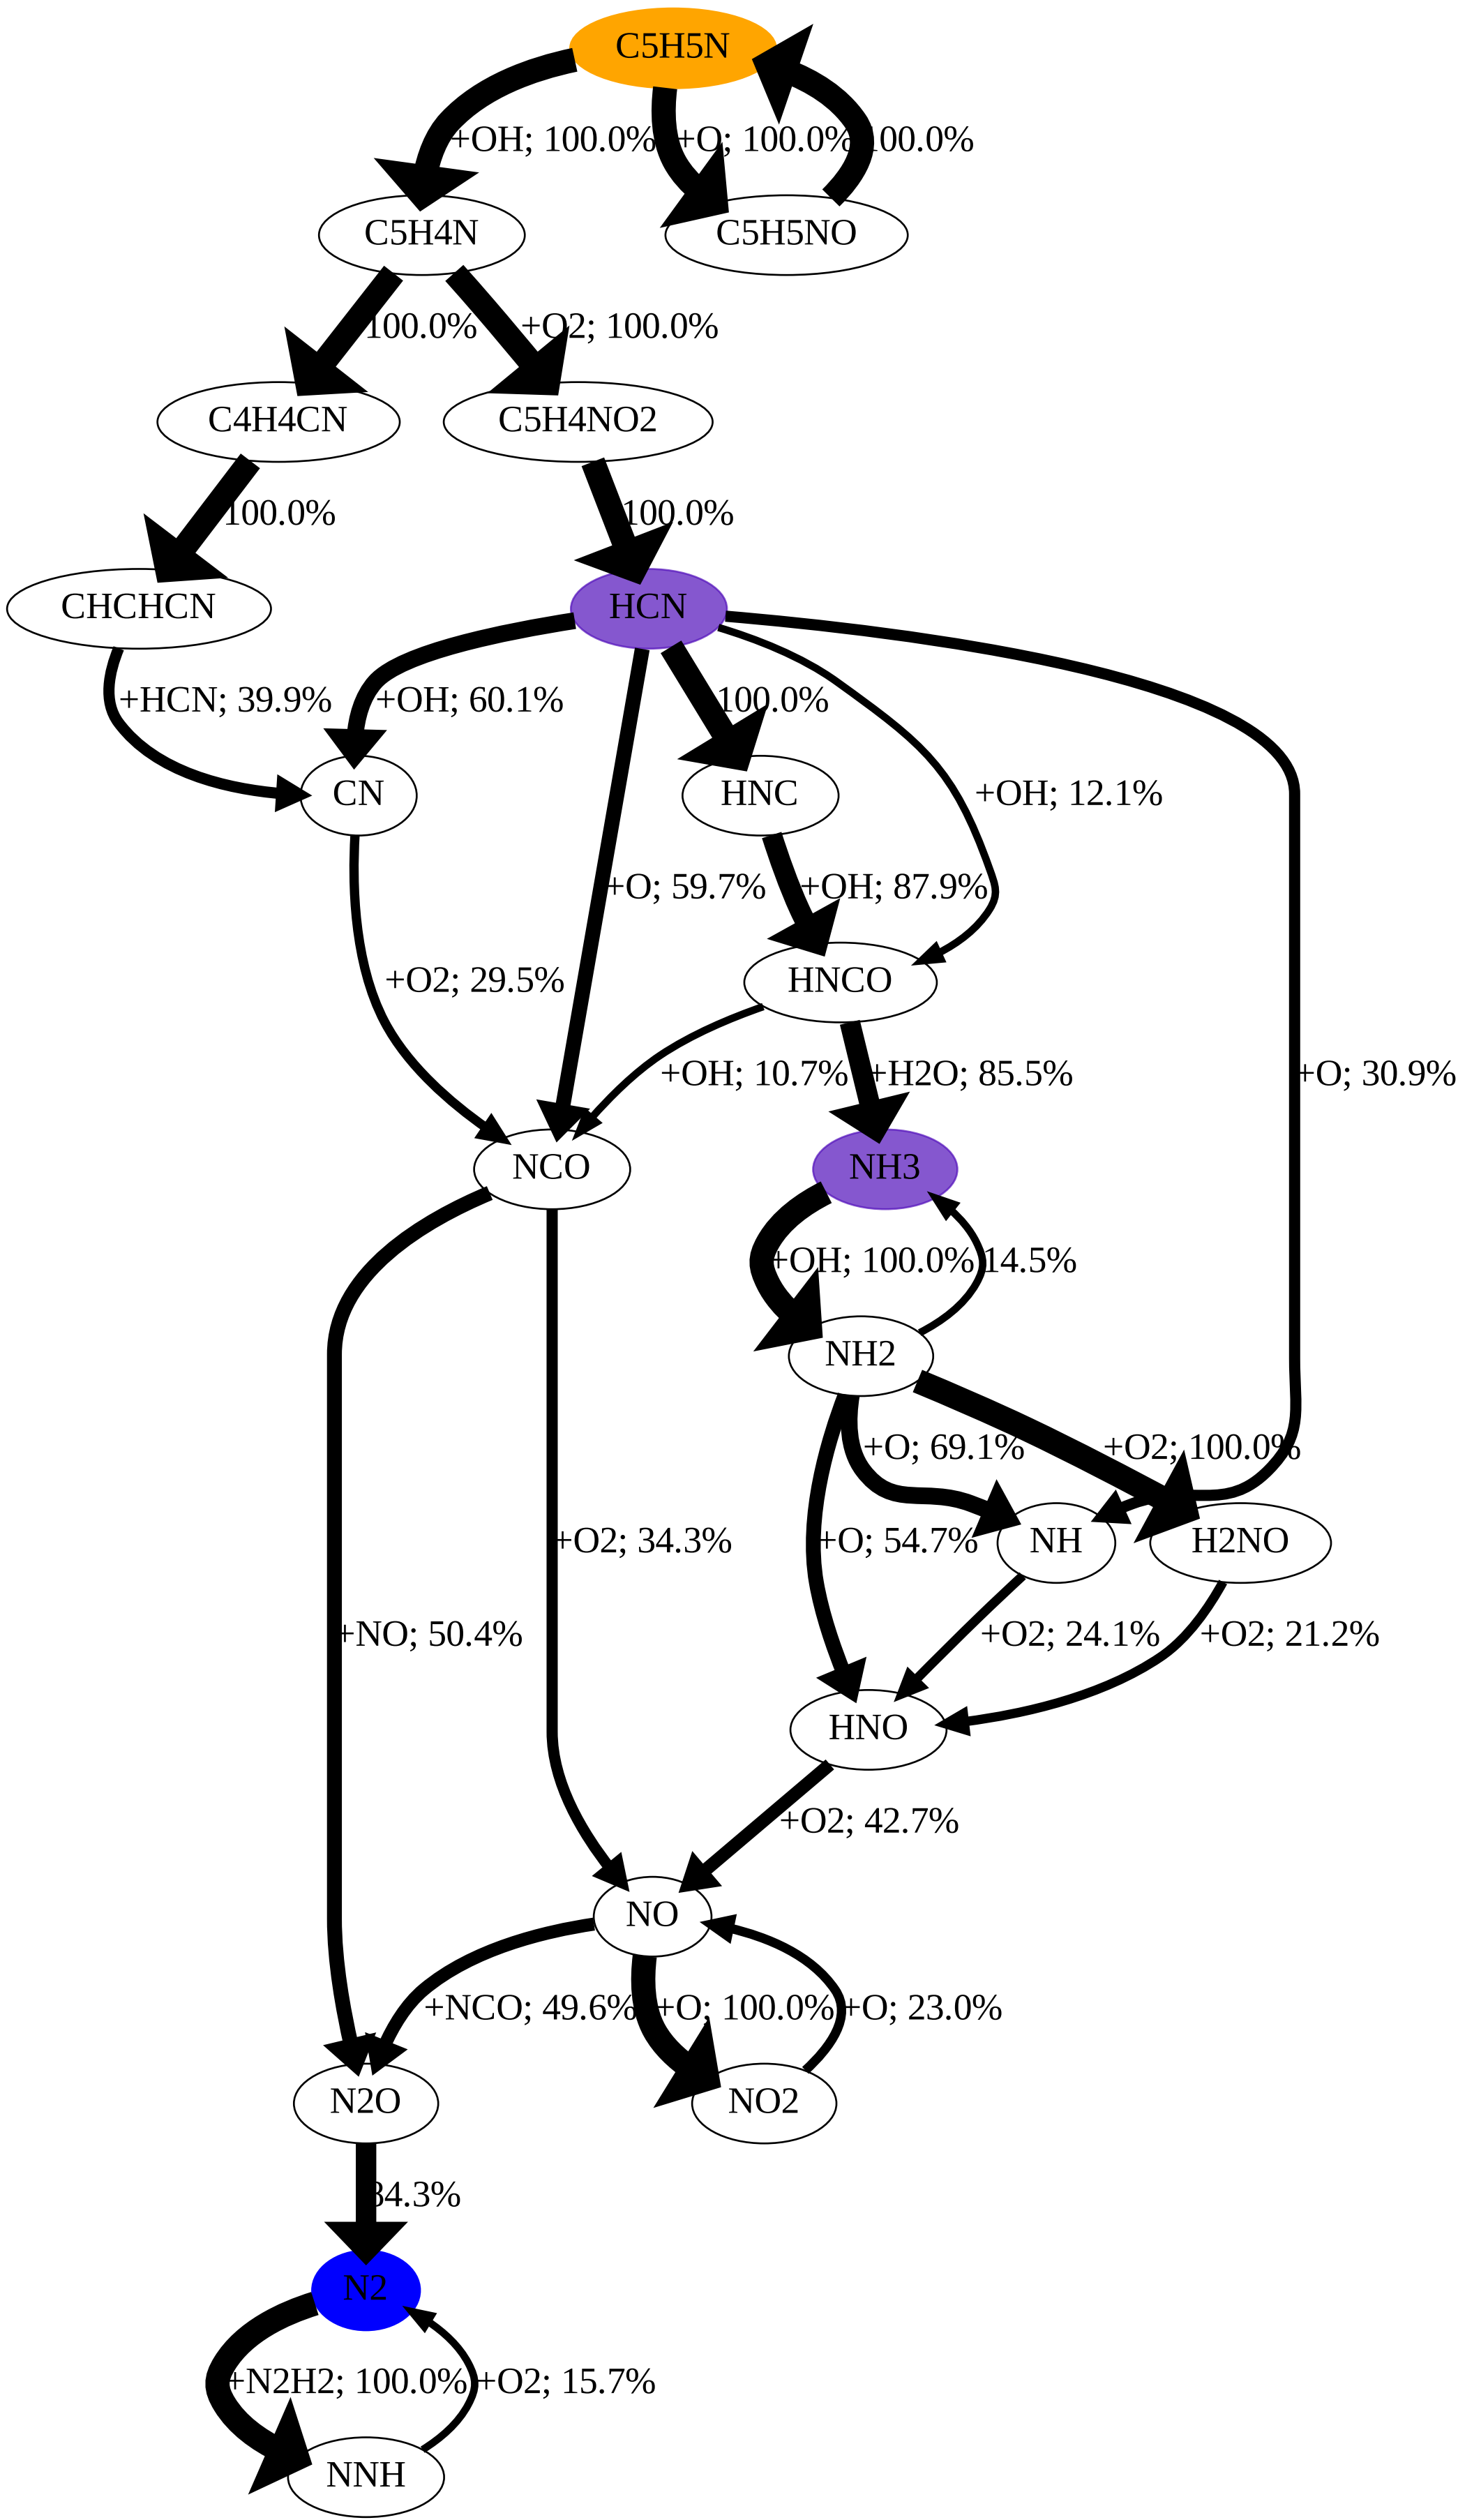 C5H5N
+OH; 100.0%
+O; 100.0%
100.0%
C5H4N
C5H5NO
100.0%
+O2; 100.0%
C4H4CN
C5H4NO2
100.0%
100.0%
CHCHCN
HCN
+HCN; 39.9%
+OH; 60.1%
100.0%
CN
HNC
+OH; 12.1%
+O; 59.7%
+OH; 87.9%
+O2; 29.5%
HNCO
+OH; 10.7%
+H2O; 85.5%
+O; 30.9%
NCO
NH3
+OH; 100.0%
14.5%
NH2
+O; 69.1%
+O2; 100.0%
+O2; 34.3%
+O; 54.7%
NH
H2NO
+NO; 50.4%
+O2; 24.1%
+O2; 21.2%
HNO
+O2; 42.7%
NO
+NCO; 49.6%
+O; 100.0%
+O; 23.0%
N2O
NO2
84.3%
N2
+N2H2; 100.0%
+O2; 15.7%
NNH